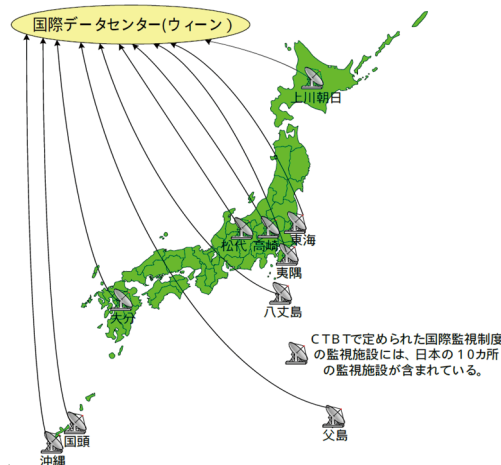 国際データセンター(ウィーン)
上川朝日
松代
高崎
東海
夷隅
八丈島
大分
CTBTで定められた国際監視制度
の監視施設には、日本の10カ所
の監視施設が含まれている。
父島
国頭
沖縄